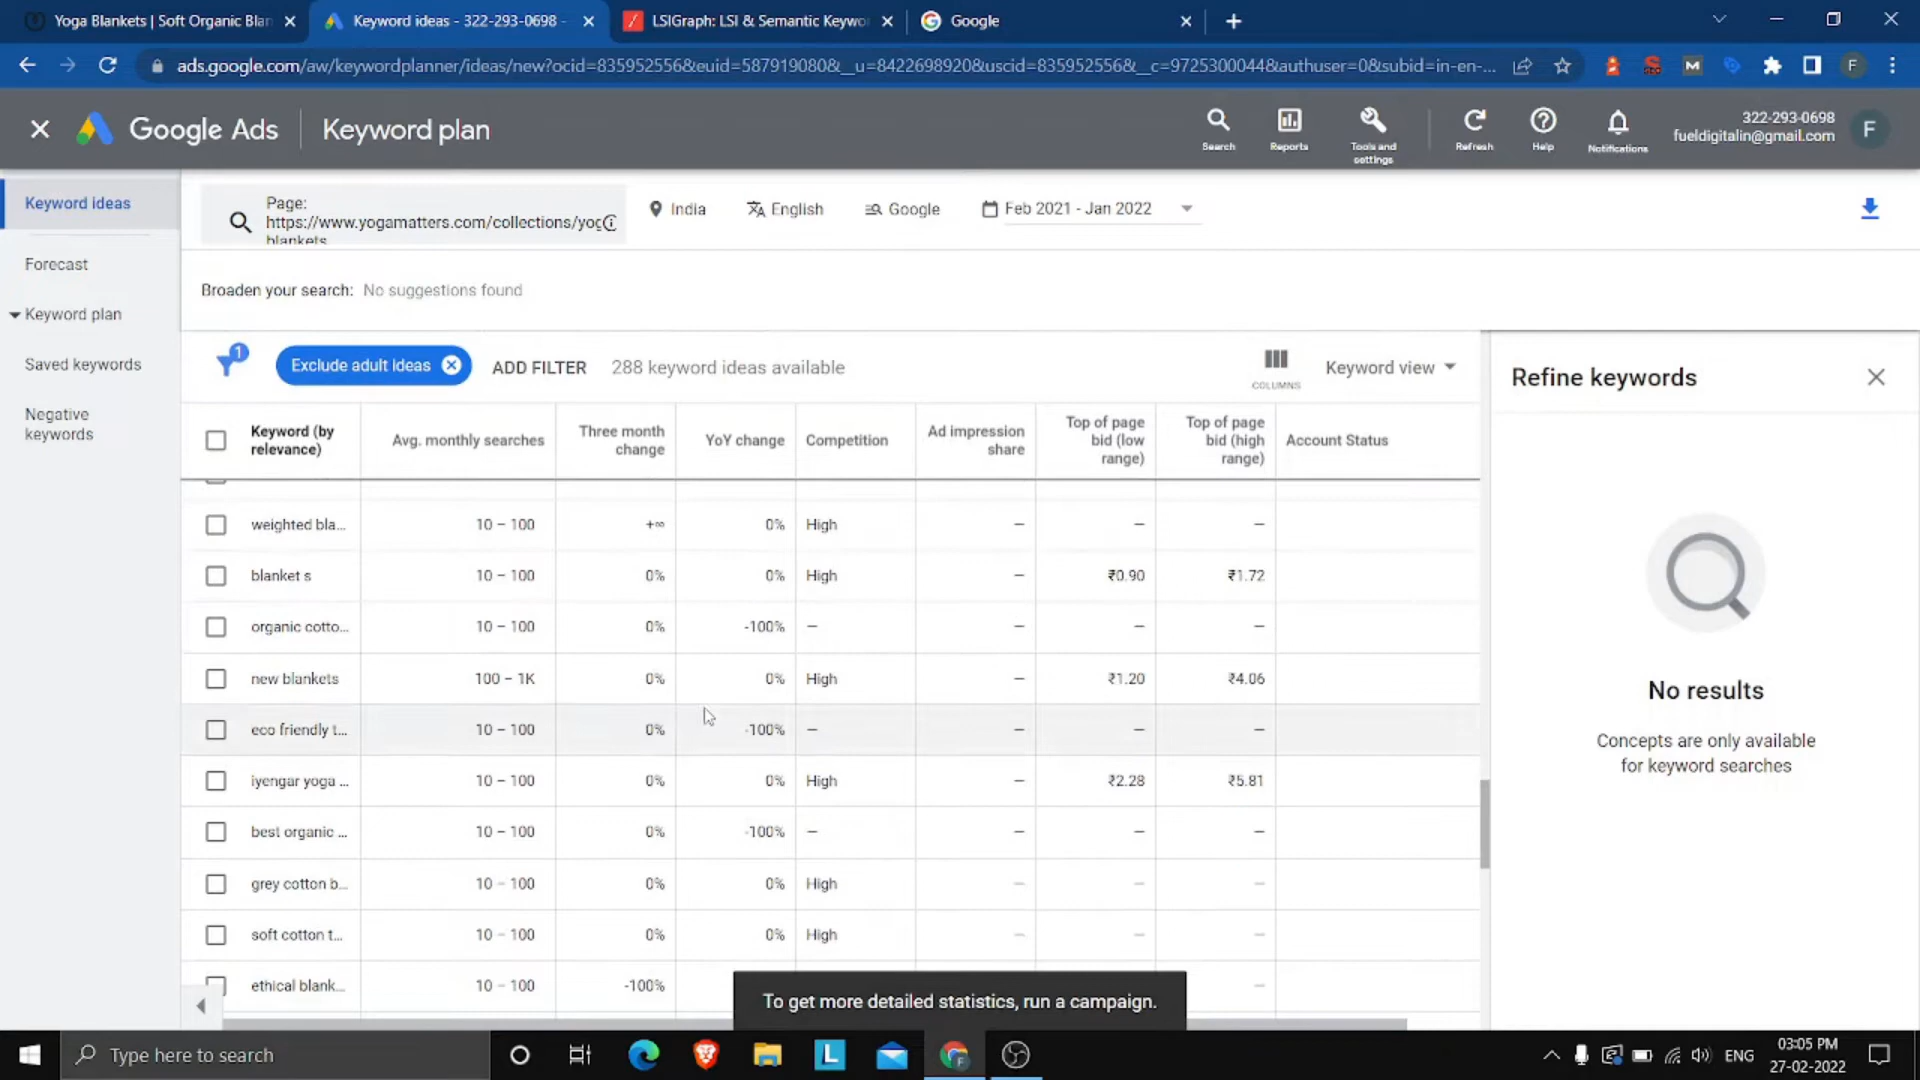 Yoga Blankets | Soft Organic Blan
Keyword ideas - 322-293-0698 -
LSIGraph: LSI & Semantic Keywo
Google
ads.google.com/aw/keywordplanner/ideas/new?ocid=835952556&euid=587919080&__u=8422698920&uscid=835952556&__c=9725300044&authuser=0&subid=in-en-...
Google Ads
Keyword plan
Search
Reports
Tools and
settings
Refresh
Help
Notifications
322-293-0698
fueldigitalin@gmail.com
F
Keyword ideas
Forecast
Keyword plan
Saved keywords
Negative
keywords
Page:
https://www.yogamatters.com/collections/yog
blankets
India
English
Google
Feb 2021 - Jan 2022
Broaden your search: No suggestions found
1
Exclude adult ideas
ADD FILTER
288 keyword ideas available
COLUMNS
Keyword view
Refine keywords
Keyword (by
relevance)
Avg. monthly searches
Three month
change
YoY change
Competition
Ad impression
share
Top of page
bid (low
range)
Top of page
bid (high
range)
Account Status
weighted bla... 10 – 100 +∞ 0% High – – –
blanket s 10 – 100 0% 0% High – ₹0.90 ₹1.72
organic cotto... 10 – 100 0% -100% – – – –
new blankets 100 – 1K 0% 0% High – ₹1.20 ₹4.06
eco friendly t... 10 – 100 0% -100% – – – –
iyengar yoga ... 10 – 100 0% 0% High – ₹2.28 ₹5.81
best organic ... 10 – 100 0% -100% – – – –
grey cotton b... 10 – 100 0% 0% High – – –
soft cotton t... 10 – 100 0% 0% High – – –
ethical blank... 10 – 100 -100% –
No results
Concepts are only available
for keyword searches
To get more detailed statistics, run a campaign.
Type here to search
ENG
03:05 PM
27-02-2022